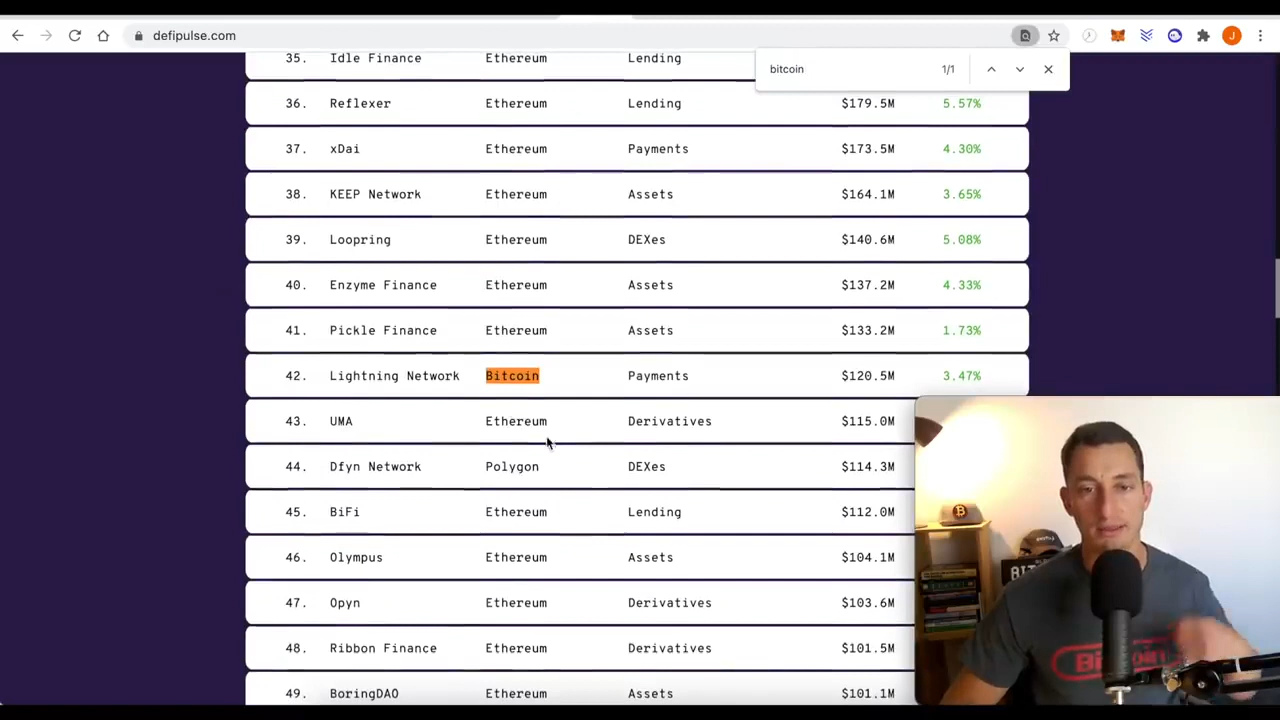 defipulse.com
J
bitcoin 1/1
35. Idle Finance Ethereum Lending
36. Reflexer Ethereum Lending $179.5M 5.57%
37. xDai Ethereum Payments $173.5M 4.30%
38. KEEP Network Ethereum Assets $164.1M 3.65%
39. Loopring Ethereum DEXes $140.6M 5.08%
40. Enzyme Finance Ethereum Assets $137.2M 4.33%
41. Pickle Finance Ethereum Assets $133.2M 1.73%
42. Lightning Network Bitcoin Payments $120.5M 3.47%
43. UMA Ethereum Derivatives $115.0M
44. Dfyn Network Polygon DEXes $114.3M
45. BiFi Ethereum Lending $112.0M
46. Olympus Ethereum Assets $104.1M
47. Opyn Ethereum Derivatives $103.6M
48. Ribbon Finance Ethereum Derivatives $101.5M
49. BoringDAO Ethereum Assets $101.1M